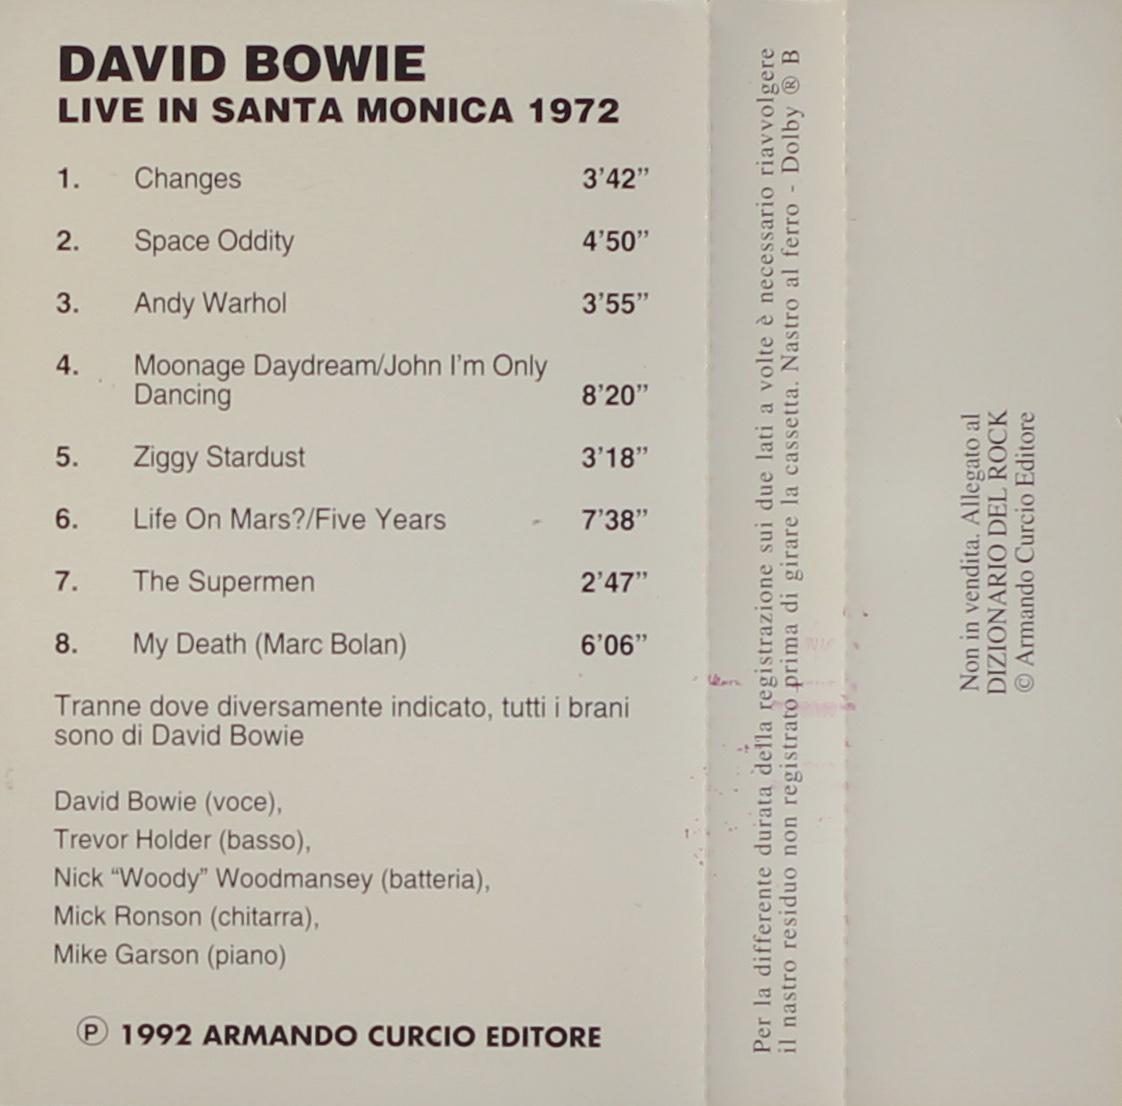 DAVID BOWIE
LIVE IN SANTA MONICA 1972
1. Changes 3’42”
2. Space Oddity 4’50”
3. Andy Warhol 3’55”
4. Moonage Daydream/John I’m Only
Dancing 8’20”
5. Ziggy Stardust 3’18”
6. Life On Mars?/Five Years 7’38”
7. The Supermen 2’47”
8. My Death (Marc Bolan) 6’06”
Tranne dove diversamente indicato, tutti i brani
sono di David Bowie
David Bowie (voce),
Trevor Holder (basso),
Nick “Woody” Woodmansey (batteria),
Mick Ronson (chitarra),
Mike Garson (piano)
Ⓟ 1992 ARMANDO CURCIO EDITORE
Per la differente durata della registrazione sui due lati a volte è necessario riavvolgere
il nastro residuo non registrato prima di girare la cassetta. Nastro al ferro - Dolby ® B
Non in vendita. Allegato al
DIZIONARIO DEL ROCK
© Armando Curcio Editore